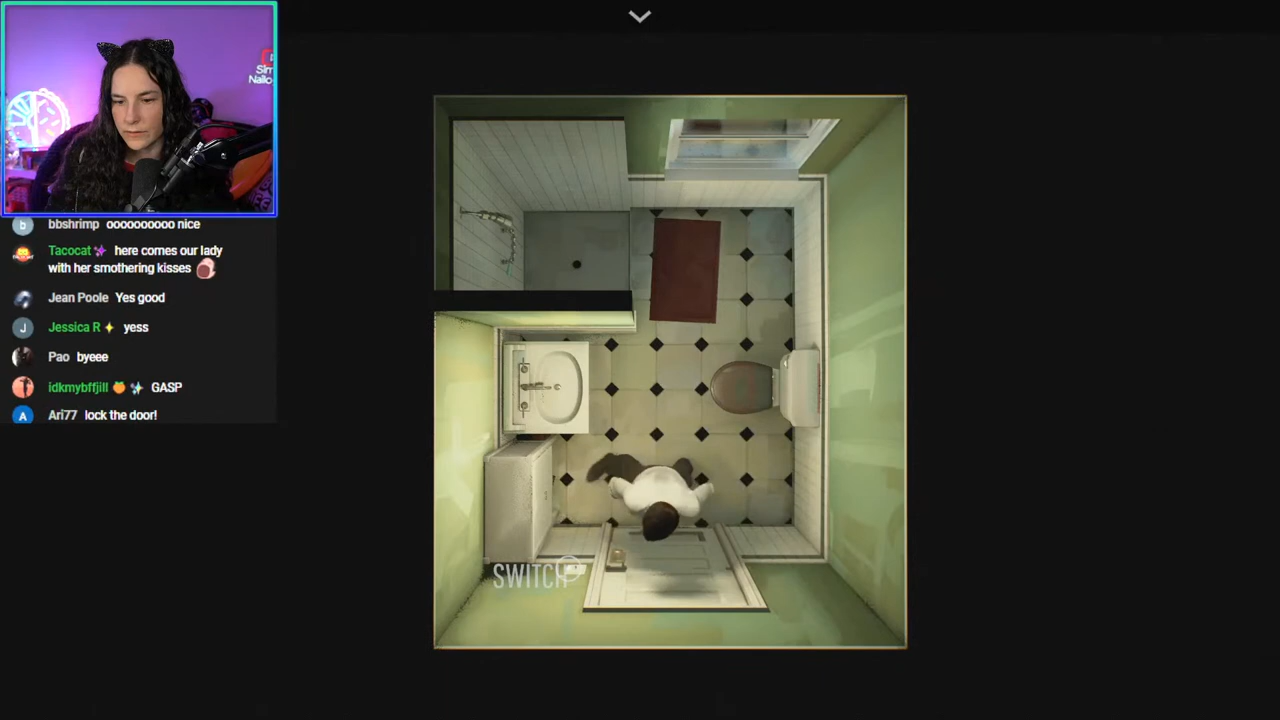 bbshrimp oooooooooo nice
Tacocat here comes our lady
with her smothering kisses
Jean Poole Yes good
J Jessica R yess
Pao byeee
idkmybffjill GASP
A Ari77 lock the door!
SWITCH